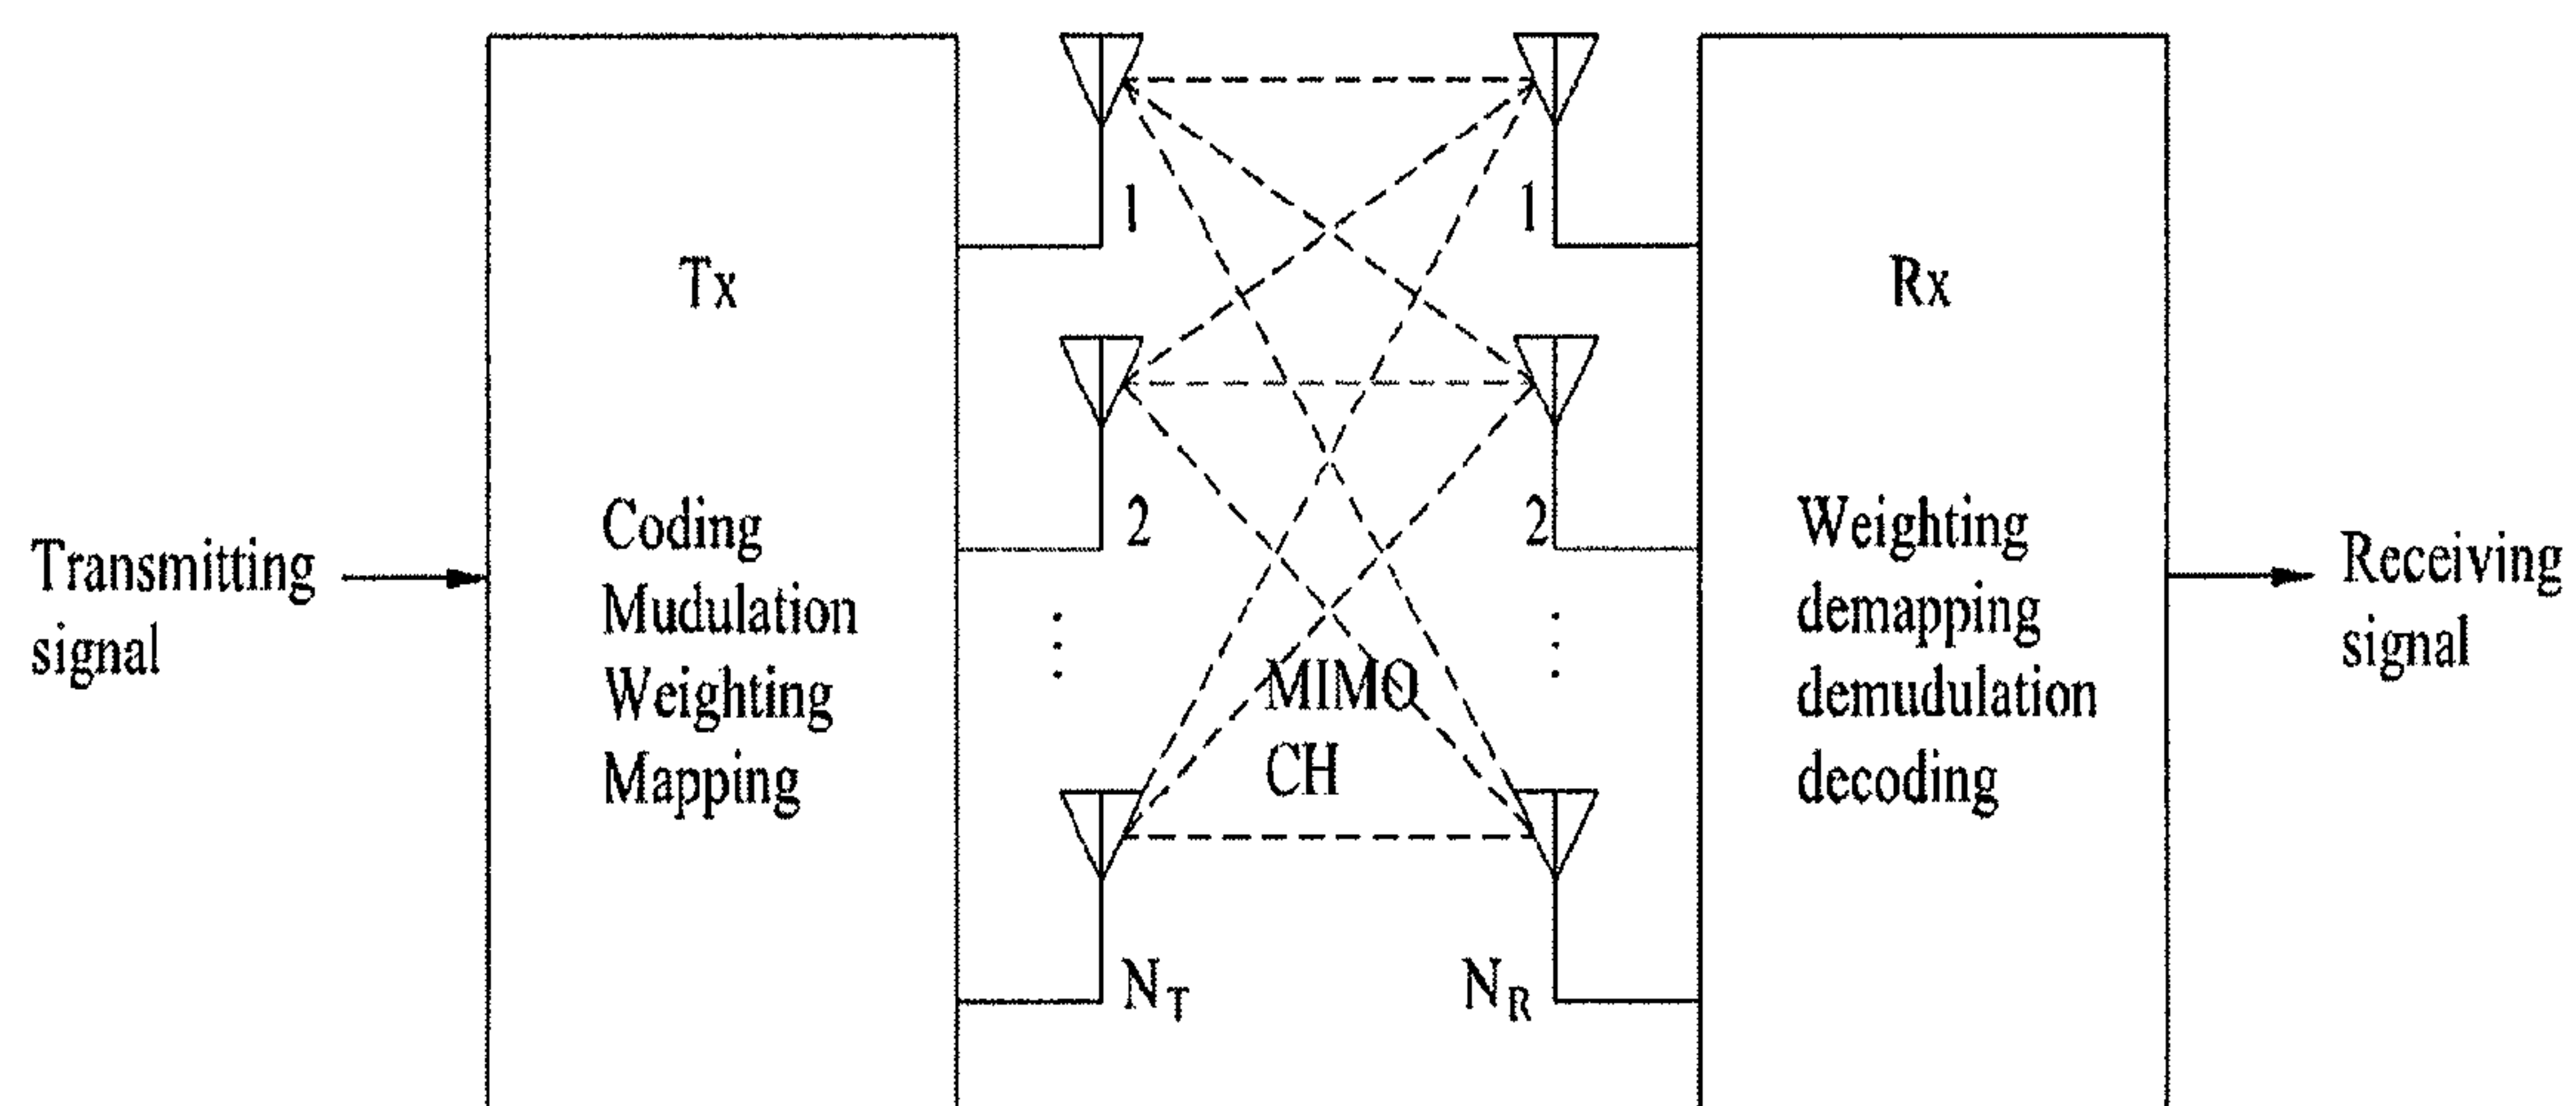 Transmitting
signal
Tx
Coding
Mudulation
Weighting
Mapping
1
2
N_T
MIMO
CH
1
2
N_R
Rx
Weighting
demapping
demudulation
decoding
Receiving
signal